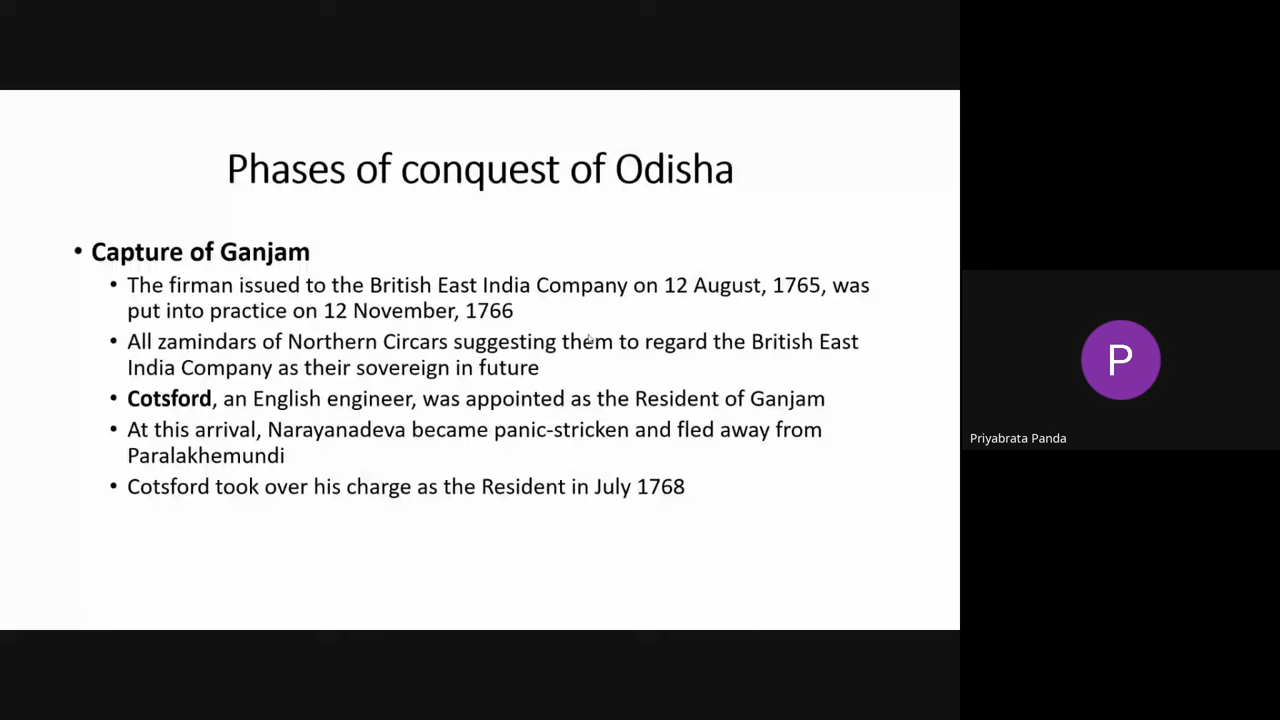 Phases of conquest of Odisha
• Capture of Ganjam
• The firman issued to the British East India Company on 12 August, 1765, was
put into practice on 12 November, 1766
• All zamindars of Northern Circars suggesting them to regard the British East
India Company as their sovereign in future
• Cotsford, an English engineer, was appointed as the Resident of Ganjam
• At this arrival, Narayanadeva became panic-stricken and fled away from
Paralakhemundi
• Cotsford took over his charge as the Resident in July 1768
P
Priyabrata Panda